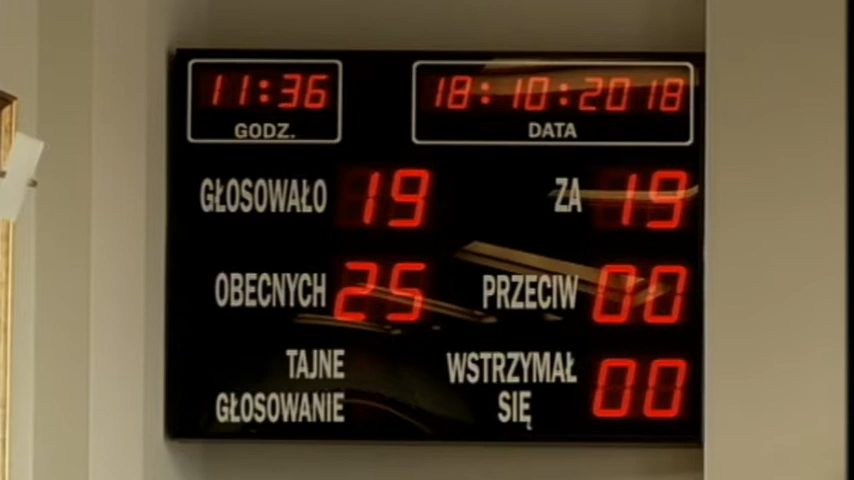 11:36 18:10:2018
GODZ. DATA
GŁOSOWAŁO 19 ZA 19
OBECNYCH 25 PRZECIW 00
TAJNE WSTRZYMAŁ 00
GŁOSOWANIE SIĘ